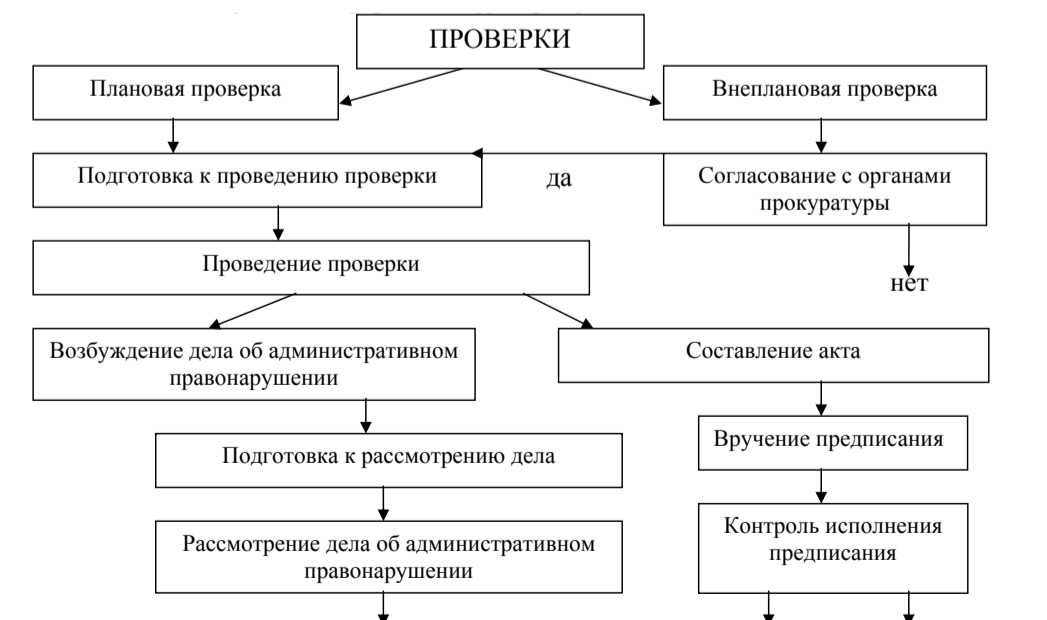 ПРОВЕРКИ
Плановая проверка
Внеплановая проверка
Подготовка к проведению проверки
да
Согласование с органами
прокуратуры
нет
Проведение проверки
Возбуждение дела об административном
правонарушении
Составление акта
Вручение предписания
Подготовка к рассмотрению дела
Контроль исполнения
предписания
Рассмотрение дела об административном
правонарушении